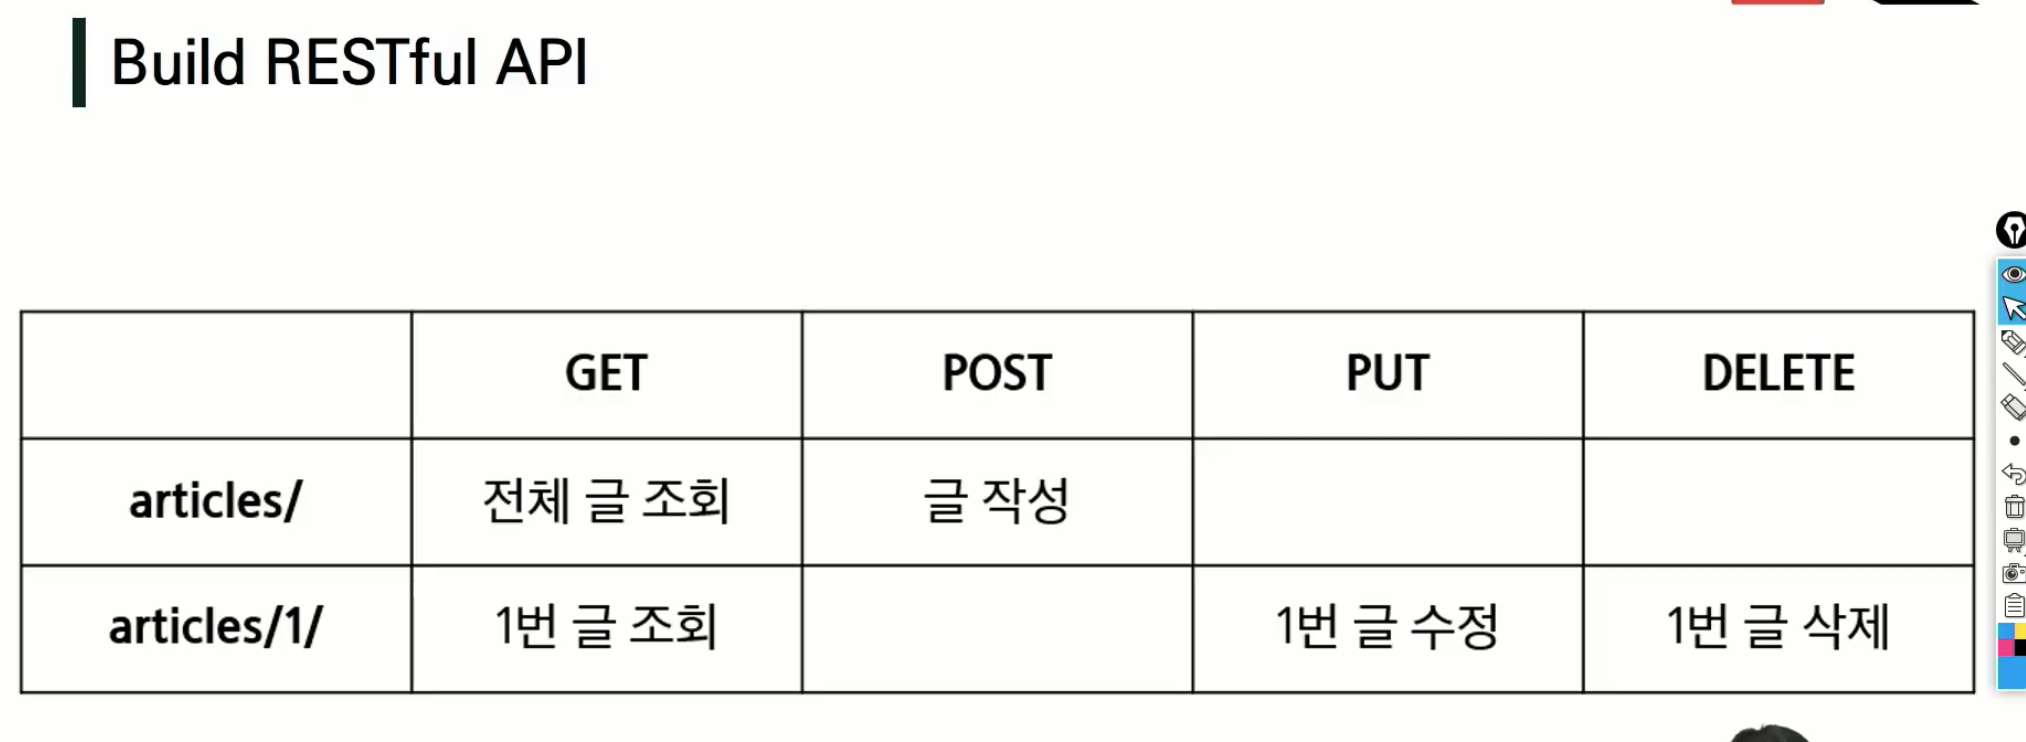 Build RESTful API
GET POST PUT DELETE
articles/ 전체 글 조회 글 작성
articles/1/ 1번 글 조회 1번 글 수정 1번 글 삭제